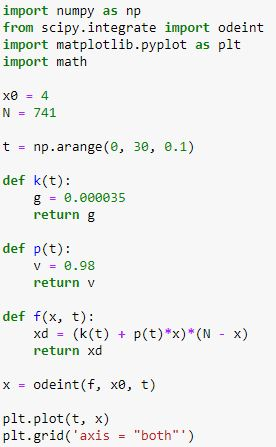 import numpy as np
from scipy.integrate import odeint
import matplotlib.pyplot as plt
import math
x0 = 4
N = 741
t = np.arange(0, 30, 0.1)
def k(t):
    g = 0.000035
    return g
def p(t):
    v = 0.98
    return v
def f(x, t):
    xd = (k(t) + p(t)*x)*(N - x)
    return xd
x = odeint(f, x0, t)
plt.plot(t, x)
plt.grid('axis = "both"')